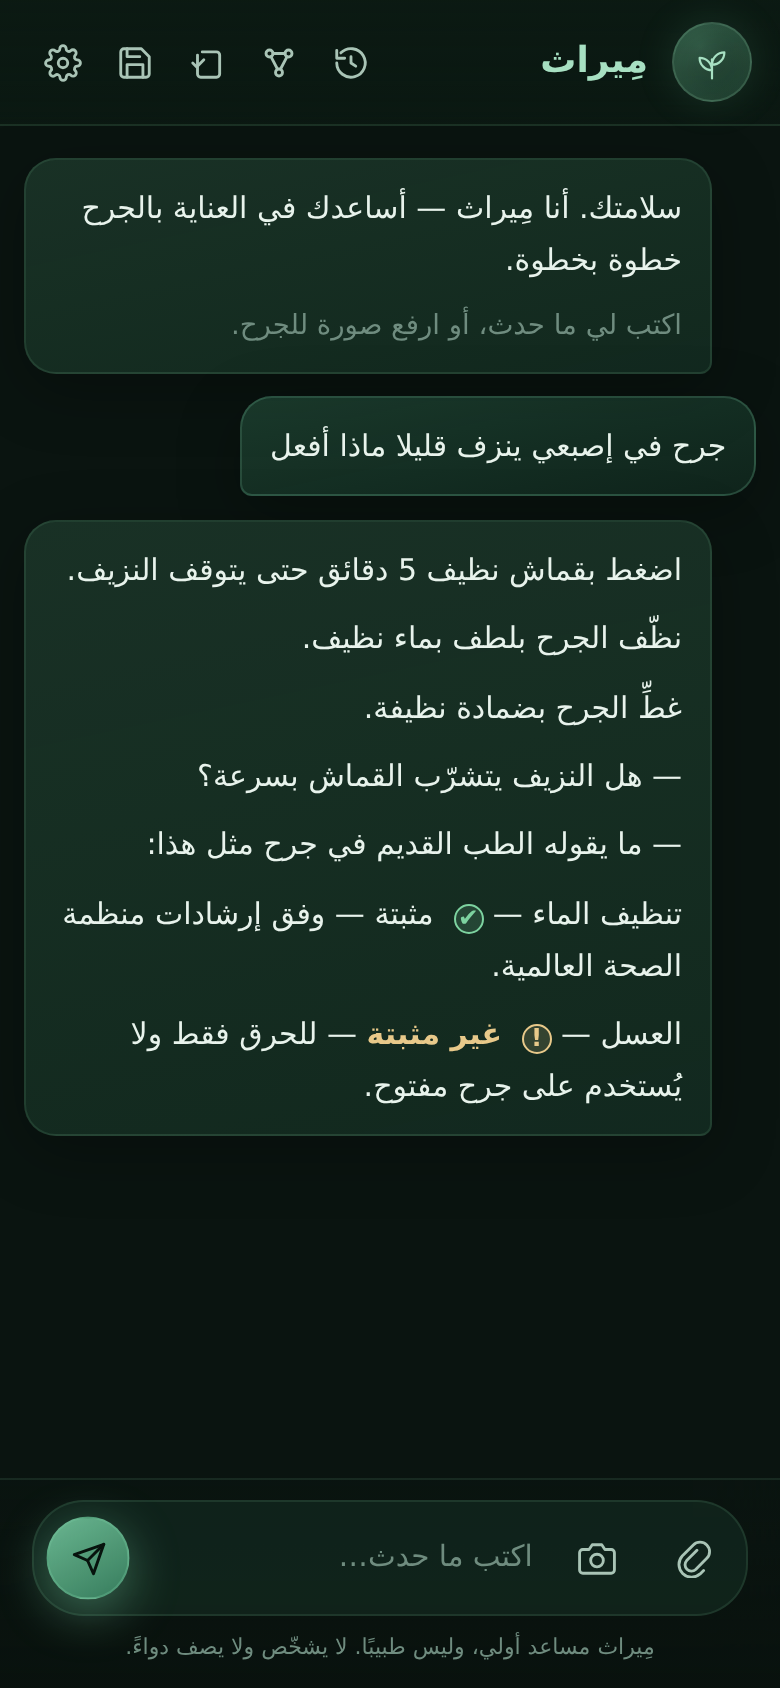 مِيراث
سلامتك. أنا مِيراث — أساعدك في العناية بالجرح
خطوة بخطوة.
اكتب لي ما حدث، أو ارفع صورة للجرح.
جرح في إصبعي ينزف قليلا ماذا أفعل
اضغط بقماش نظيف 5 دقائق حتى يتوقف النزيف.
نظّف الجرح بلطف بماء نظيف.
غطِّ الجرح بضمادة نظيفة.
— هل النزيف يتشرّب القماش بسرعة؟
— ما يقوله الطب القديم في جرح مثل هذا:
تنظيف الماء — ✔ مثبتة — وفق إرشادات منظمة
الصحة العالمية.
العسل — ! غير مثبتة — للحرق فقط ولا
يُستخدم على جرح مفتوح.
اكتب ما حدث...
مِيراث مساعد أولي، وليس طبيبًا. لا يشخّص ولا يصف دواءً.